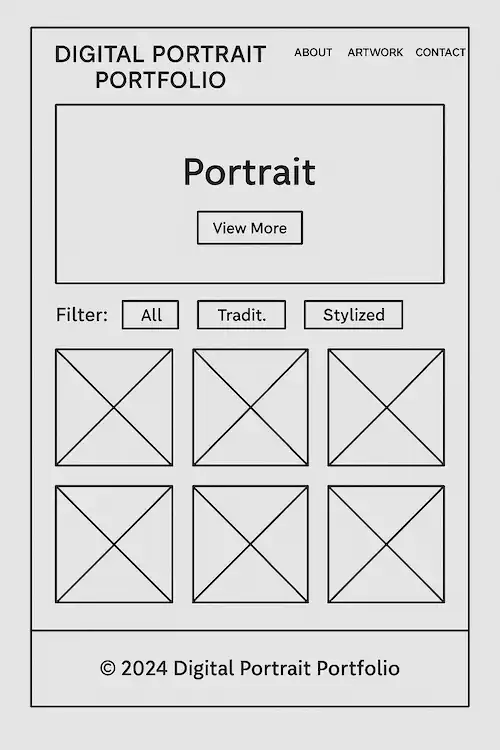 DIGITAL PORTRAIT
PORTFOLIO
ABOUT ARTWORK CONTACT
Portrait
View More
Filter: All Tradit. Stylized
© 2024 Digital Portrait Portfolio